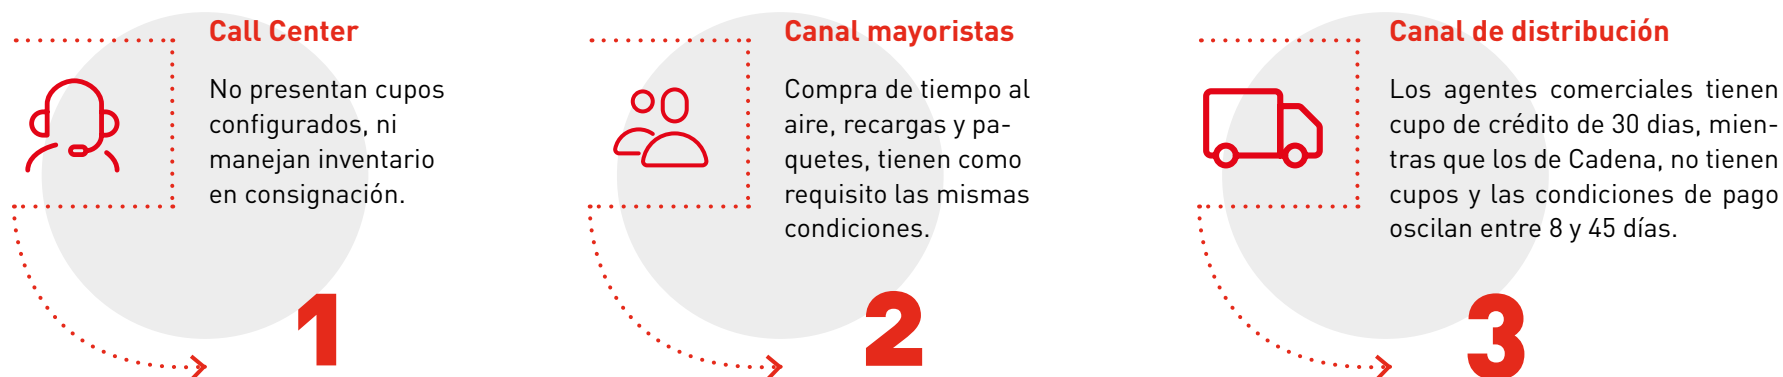 Call Center
No presentan cupos
configurados, ni
manejan inventario
en consignación.
1
Canal mayoristas
Compra de tiempo al
aire, recargas y pa-
quetes, tienen como
requisito las mismas
condiciones.
2
Canal de distribución
Los agentes comerciales tienen
cupo de crédito de 30 dias, mien-
tras que los de Cadena, no tienen
cupos y las condiciones de pago
oscilan entre 8 y 45 días.
3